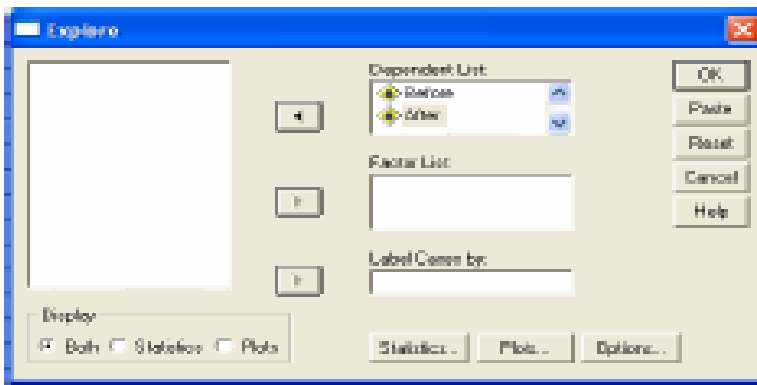 Explore
Dependent List:
Before
After
Factor List:
Label Cases by:
Display
Both Statistics Plots
Statistics... Plots... Options...
OK
Paste
Reset
Cancel
Help